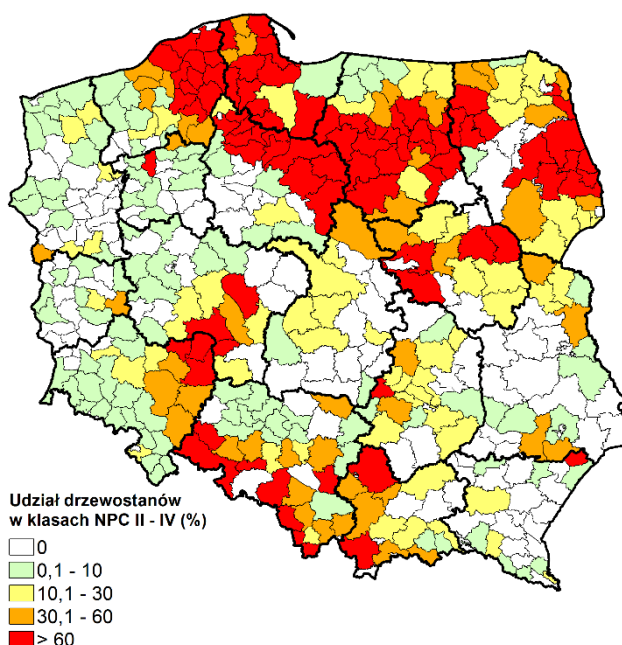 Udział drzewostanów
w klasach NPC II - IV (%)
0
0,1 - 10
10,1 - 30
30,1 - 60
> 60